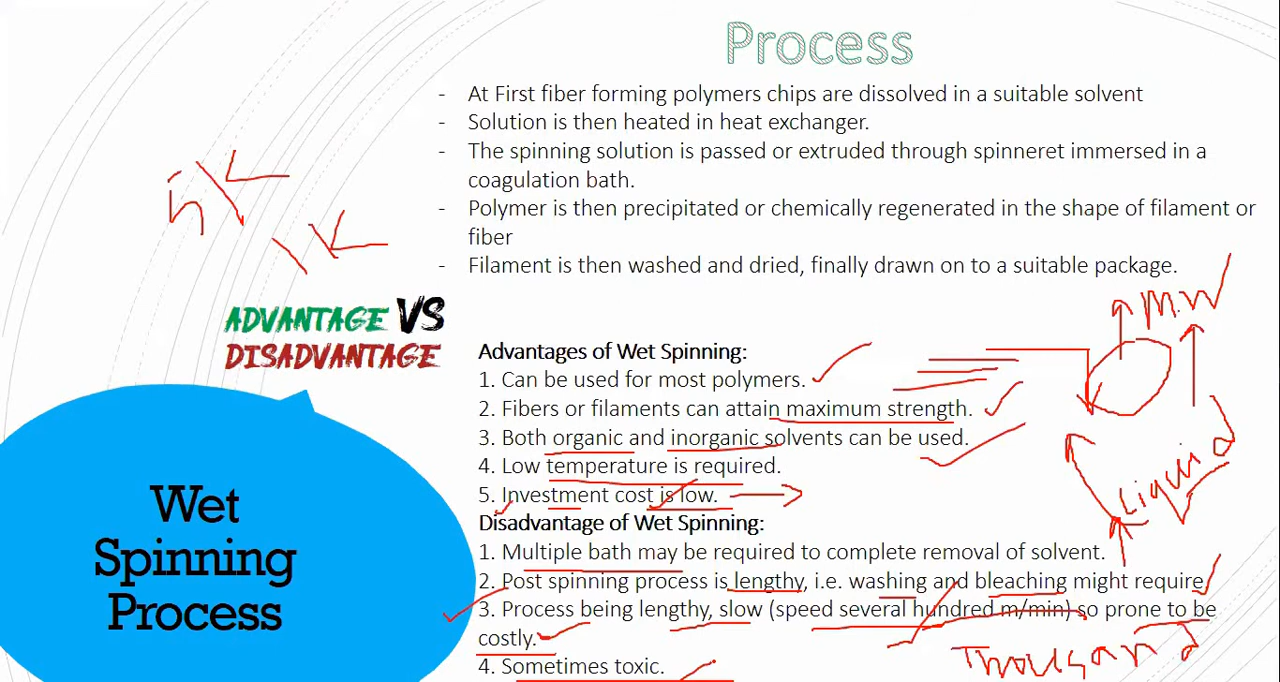 Process
- At First fiber forming polymers chips are dissolved in a suitable solvent
- Solution is then heated in heat exchanger.
- The spinning solution is passed or extruded through spinneret immersed in a
coagulation bath.
- Polymer is then precipitated or chemically regenerated in the shape of filament or
fiber
- Filament is then washed and dried, finally drawn on to a suitable package.
M.W
ADVANTAGE VS
DISADVANTAGE
Advantages of Wet Spinning:
1. Can be used for most polymers.
2. Fibers or filaments can attain maximum strength.
3. Both organic and inorganic solvents can be used.
4. Low temperature is required.
5. Investment cost is low.
Liquid
Disadvantage of Wet Spinning:
1. Multiple bath may be required to complete removal of solvent.
2. Post spinning process is lengthy, i.e. washing and bleaching might require
3. Process being lengthy, slow (speed several hundred m/min) so prone to be
costly.
4. Sometimes toxic.
Thousand
Wet
Spinning
Process